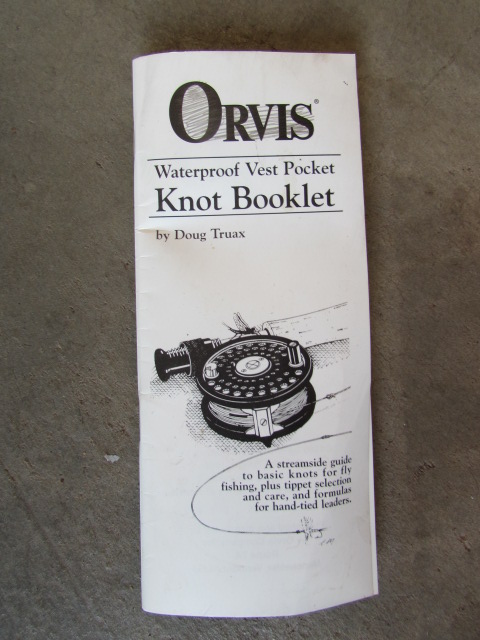 ORVIS®
Waterproof Vest Pocket
Knot Booklet
by Doug Truax
A streamside guide
to basic knots for fly
fishing, plus tippet selection
and care, and formulas
for hand-tied leaders.